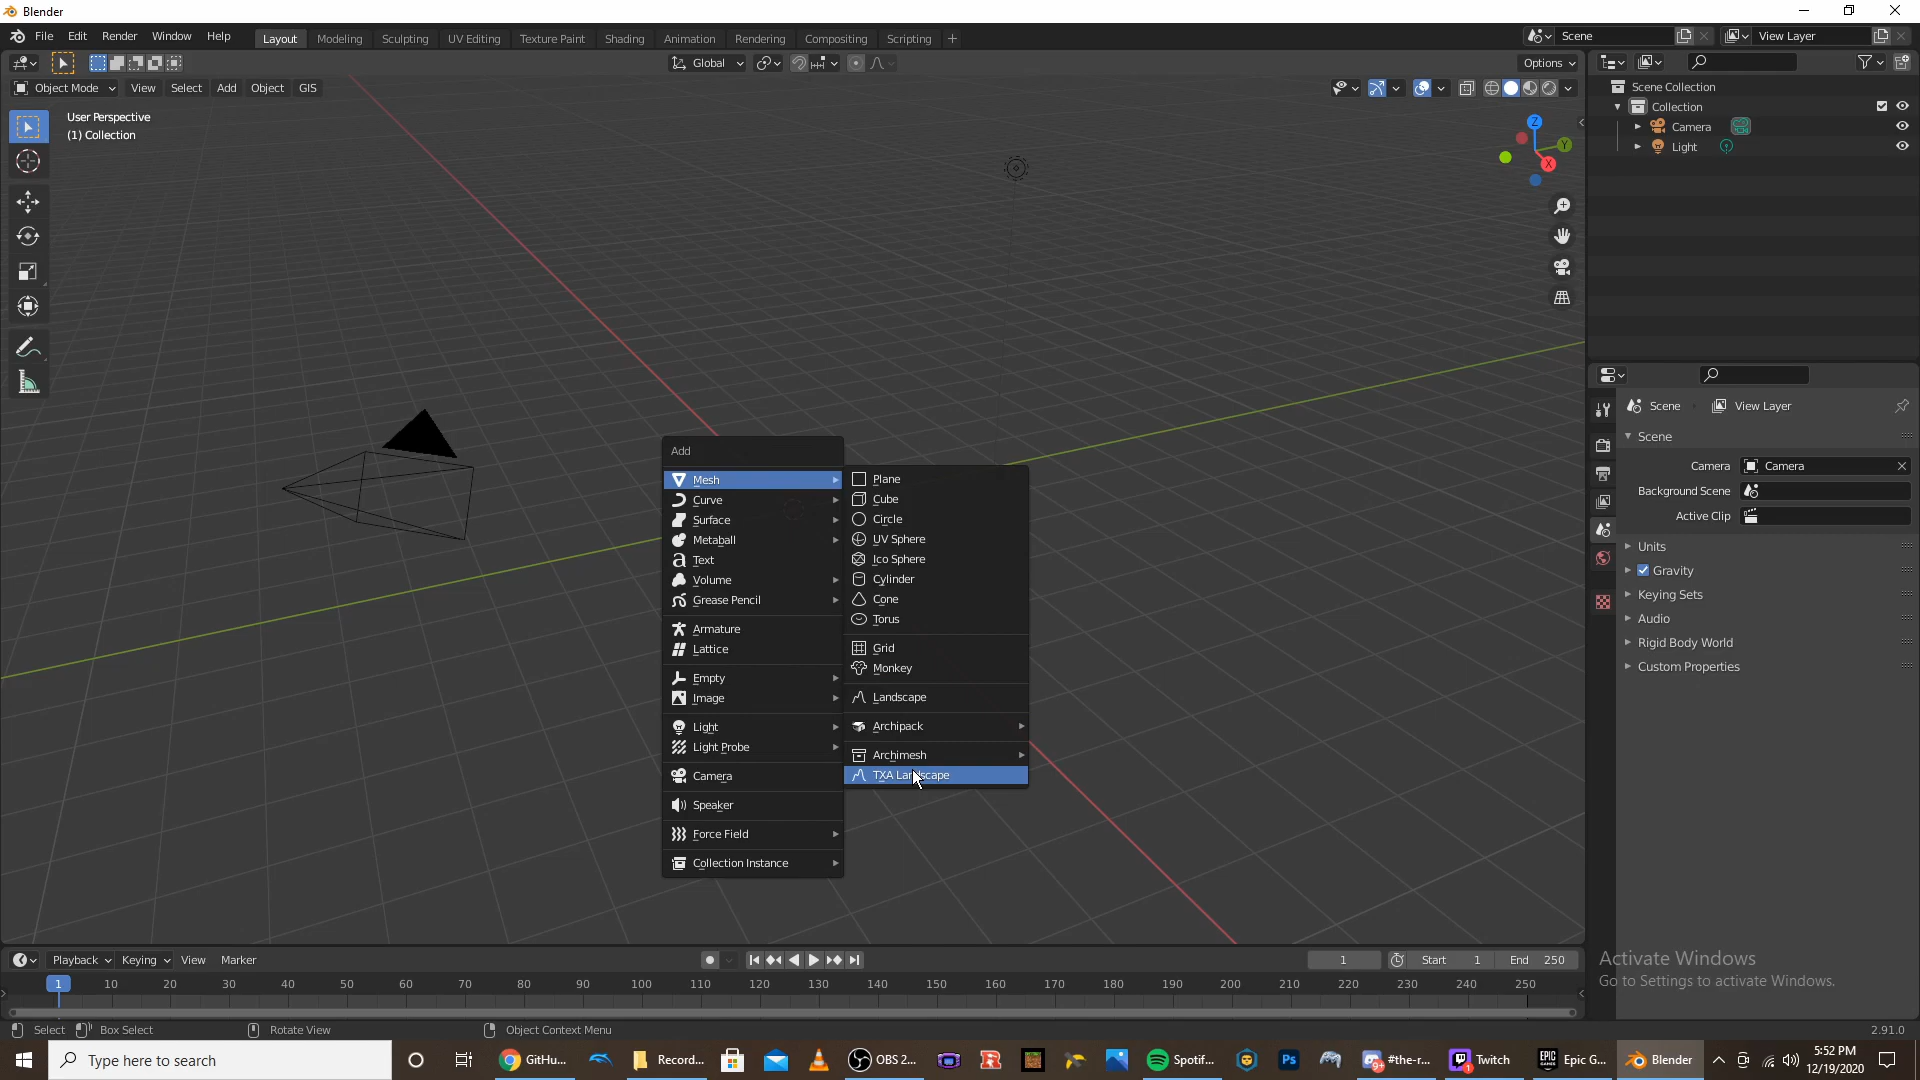 Blender
File Edit Render Window Help Layout Modeling Sculpting UV Editing Texture Paint Shading Animation Rendering Compositing Scripting + Scene View Layer
Global Options
Object Mode View Select Add Object GIS
User Perspective
(1) Collection
Z
Y
X
Scene Collection
Collection
Camera
Light
Scene View Layer
Scene
Camera Camera
Background Scene
Active Clip
Units
Gravity
Keying Sets
Audio
Rigid Body World
Custom Properties
Add
Mesh
Curve
Surface
Metaball
Text
Volume
Grease Pencil
Armature
Lattice
Empty
Image
Light
Light Probe
Camera
Speaker
Force Field
Collection Instance
Plane
Cube
Circle
UV Sphere
Ico Sphere
Cylinder
Cone
Torus
Grid
Monkey
Landscape
Archipack
Archimesh
TXA Landscape
Activate Windows
Go to Settings to activate Windows.
Playback Keying View Marker 1 Start 1 End 250
1 10 20 30 40 50 60 70 80 90 100 110 120 130 140 150 160 170 180 190 200 210 220 230 240 250
Select Box Select Rotate View Object Context Menu 2.91.0
Type here to search GitHu... Record... OBS 2... Spotif... Ps 9+ #the-r... 1 Twitch EPIC GAMES Epic G... Blender 5:52 PM
12/19/2020